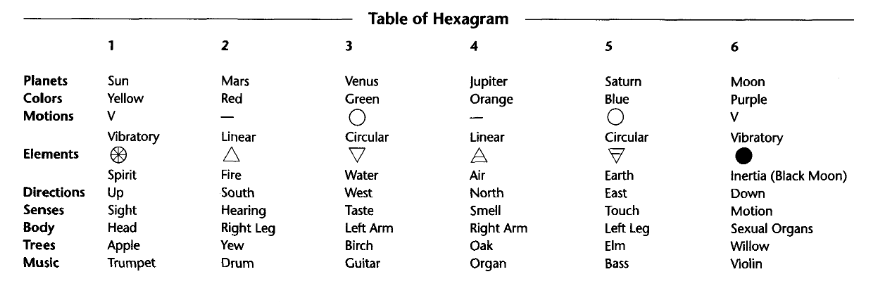 Table of Hexagram
1 2 3 4 5 6
Planets Sun Mars Venus Jupiter Saturn Moon
Colors Yellow Red Green Orange Blue Purple
Motions V — ◯ — ◯ V
Vibratory Linear Circular Linear Circular Vibratory
Elements
Spirit Fire Water Air Earth Inertia (Black Moon)
Directions Up South West North East Down
Senses Sight Hearing Taste Smell Touch Motion
Body Head Right Leg Left Arm Right Arm Left Leg Sexual Organs
Trees Apple Yew Birch Oak Elm Willow
Music Trumpet Drum Guitar Organ Bass Violin